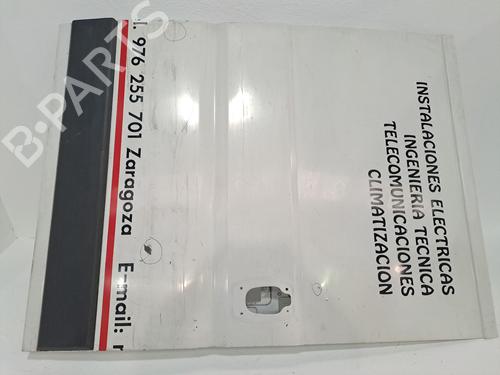 l. 976 255 701 Zaragoza E-mail: r
INSTALACIONES ELECTRICAS
INGENIERIA TECNICA
TELECOMUNICACIONES
CLIMATIZACION
B-PARTS